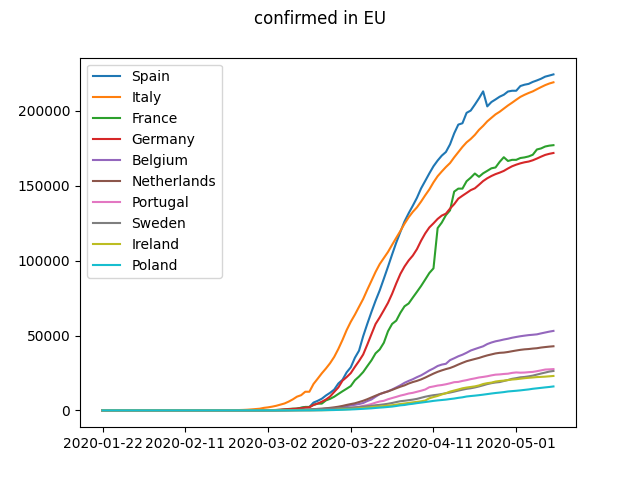 confirmed in EU
Spain
Italy
France
Germany
Belgium
Netherlands
Portugal
Sweden
Ireland
Poland
200000
150000
100000
50000
0
2020-01-22 2020-02-11 2020-03-02 2020-03-22 2020-04-11 2020-05-01